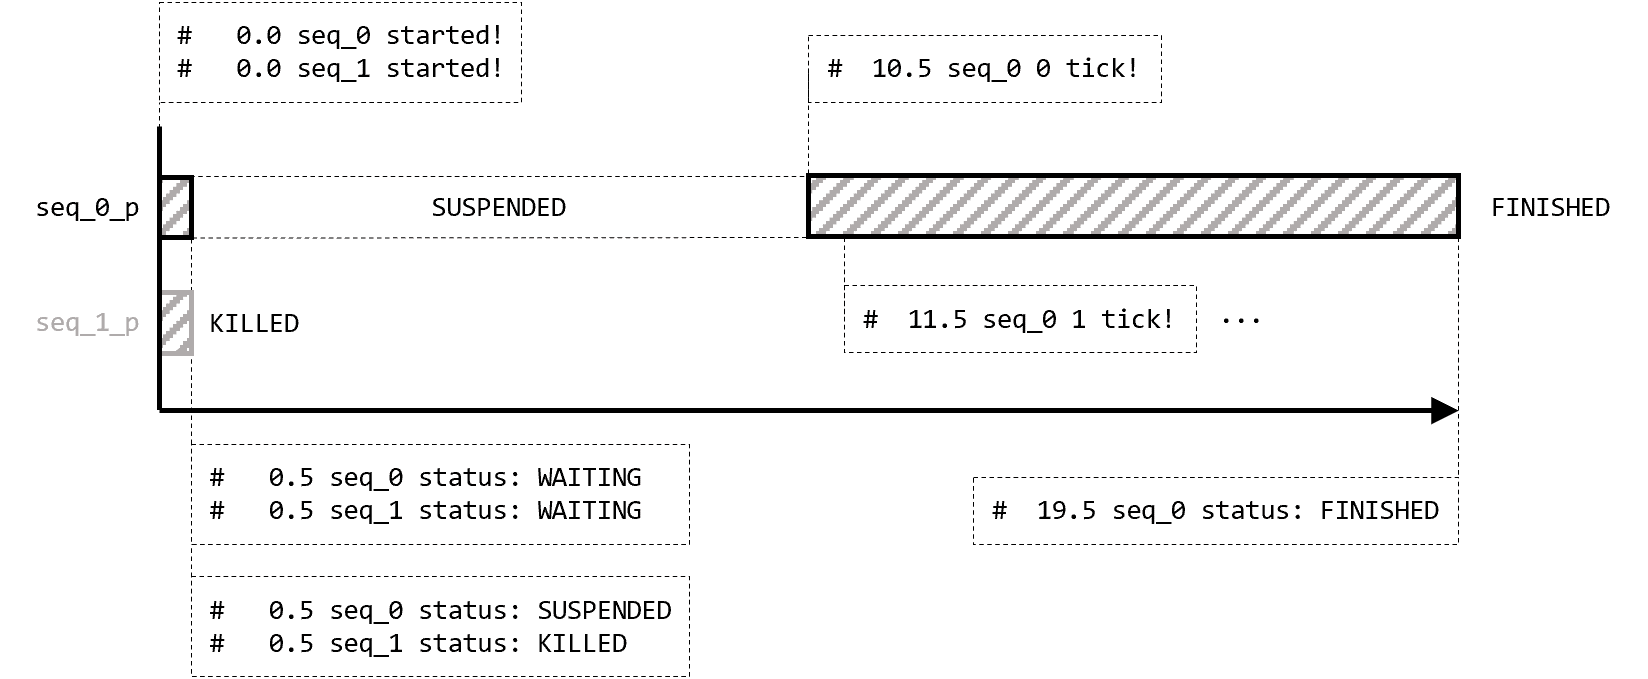 #   0.0 seq_0 started!
#   0.0 seq_1 started!
#  10.5 seq_0 0 tick!
seq_0_p
SUSPENDED
FINISHED
seq_1_p
KILLED
#  11.5 seq_0 1 tick!
...
#   0.5 seq_0 status: WAITING
#   0.5 seq_1 status: WAITING
#  19.5 seq_0 status: FINISHED
#   0.5 seq_0 status: SUSPENDED
#   0.5 seq_1 status: KILLED